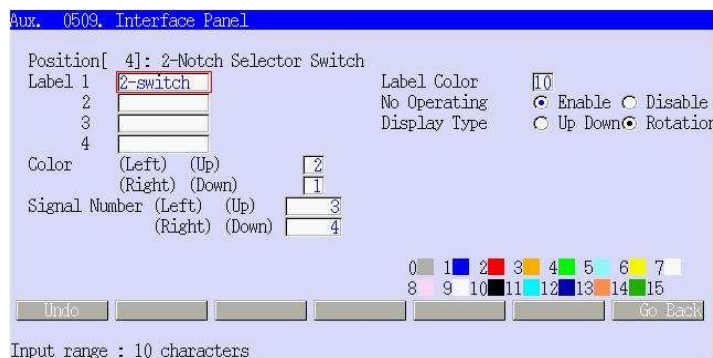 Aux. 0509. Interface Panel
Position[ 4]: 2-Notch Selector Switch
Label 1 2-switch Label Color 10
2 No Operating Enable Disable
3 Display Type Up Down Rotation
4
Color (Left) (Up) 2
(Right) (Down) 1
Signal Number (Left) (Up) 3
(Right) (Down) 4
0 1 2 3 4 5 6 7
8 9 10 11 12 13 14 15
Undo Go Back
Input range : 10 characters